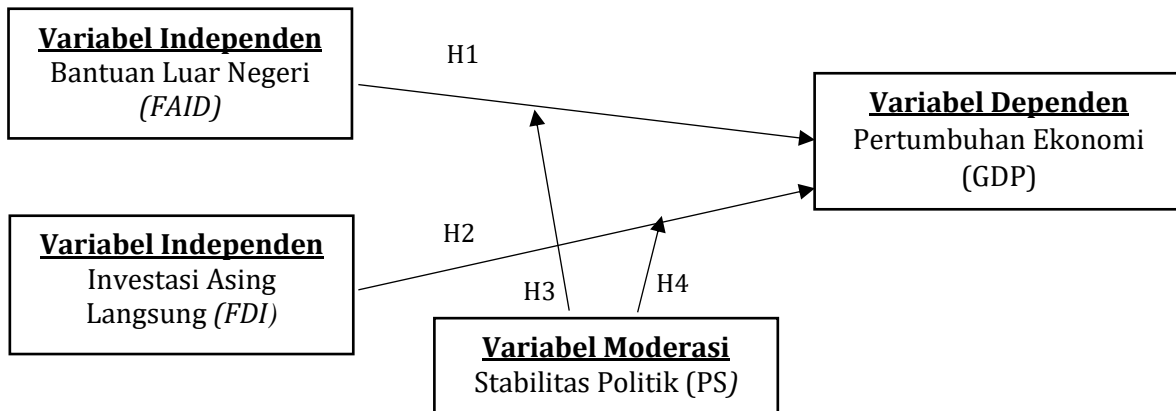 Variabel Independen
Bantuan Luar Negeri
(FAID)
H1
Variabel Dependen
Pertumbuhan Ekonomi
(GDP)
Variabel Independen
Investasi Asing
Langsung (FDI)
H2
H3
H4
Variabel Moderasi
Stabilitas Politik (PS)